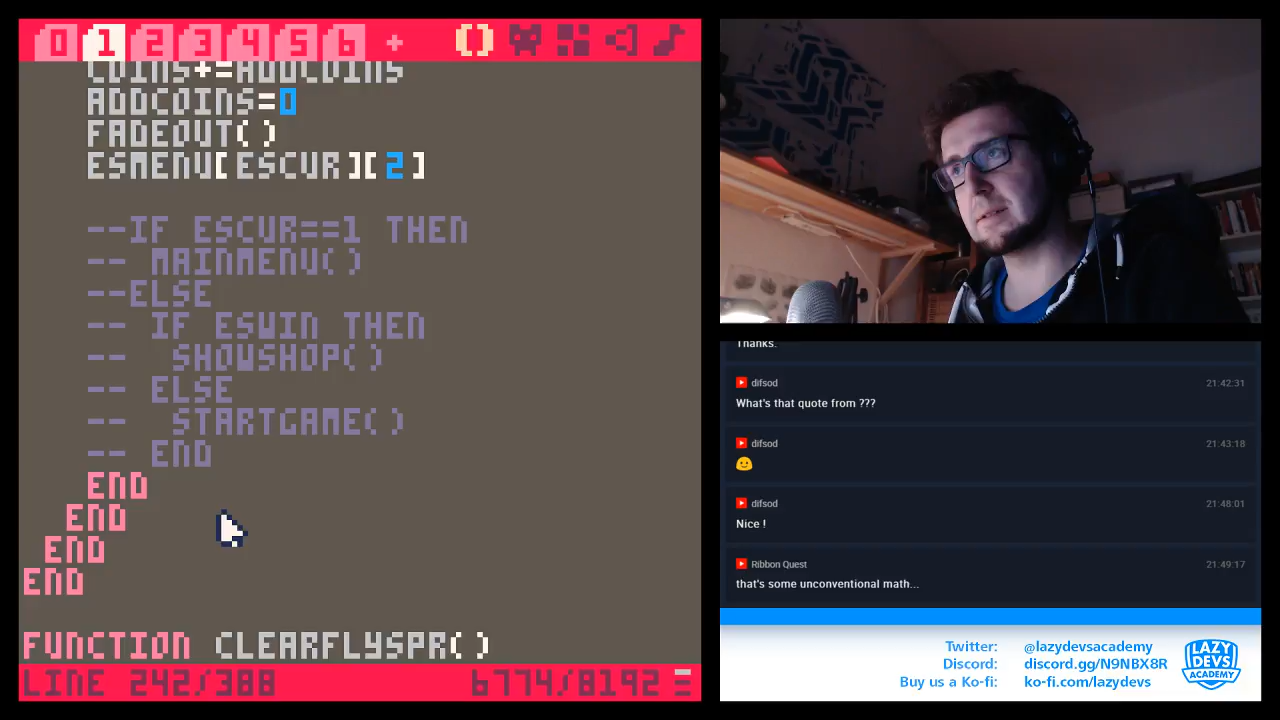 0 1 2 3 4 5 6 +
COINS+=ADDCOINS
ADDCOINS=0
FADEOUT()
ESMENU[ESCUR][2]
--IF ESCUR==1 THEN
-- MAINMENU()
--ELSE
-- IF ESWIN THEN
--  SHOWSHOP()
-- ELSE
--  STARTGAME()
-- END
END
END
END
END
FUNCTION CLEARFLYSPR()
LINE 242/388 6774/8192
Thanks.
difsod 21:42:31
What's that quote from ???
difsod 21:43:18
difsod 21:48:01
Nice !
Ribbon Quest 21:49:17
that's some unconventional math...
Twitter: @lazydevsacademy
Discord: discord.gg/N9NBX8R
Buy us a Ko-fi: ko-fi.com/lazydevs
LAZY
DEVS
ACADEMY